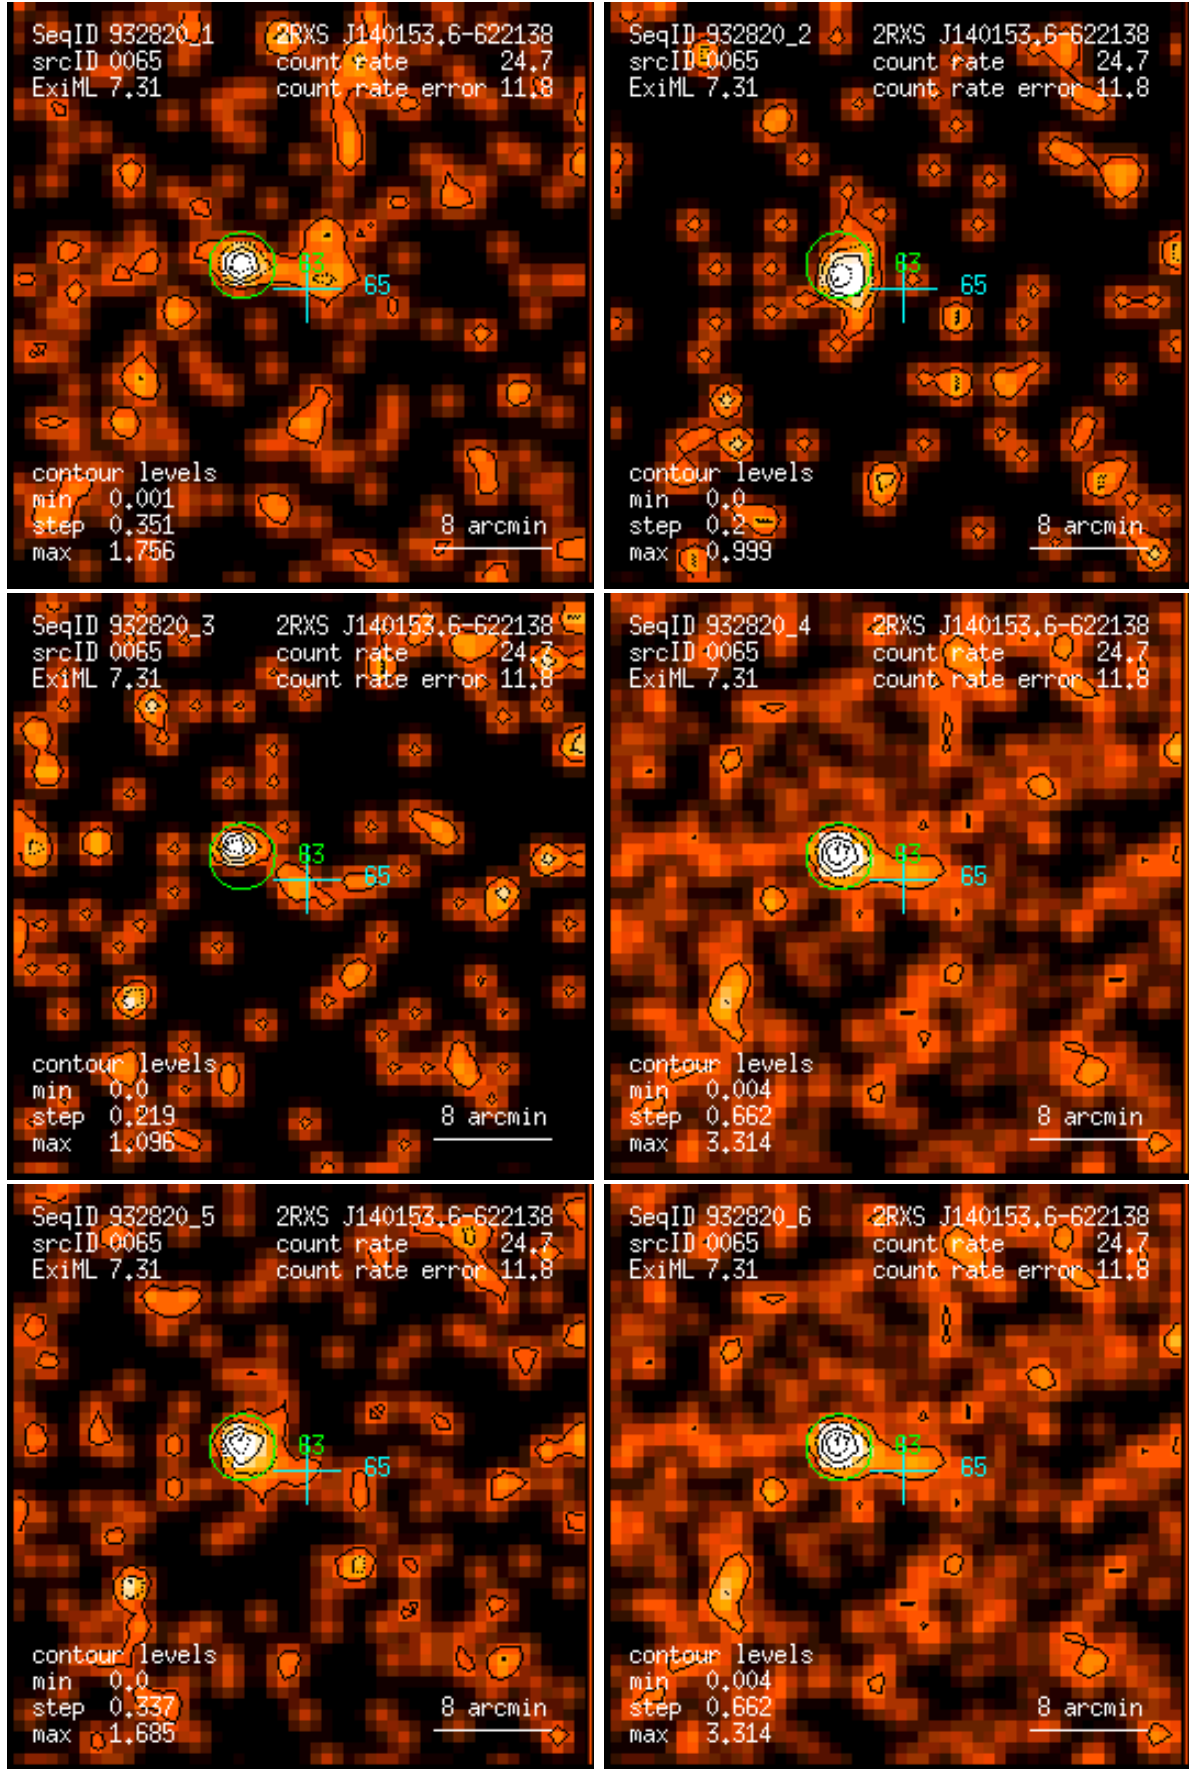 SeqID 932820_1 2RXS J140153.6-622138
srcID 0065 count rate 24.7
ExiML 7.31 count rate error 11.8
63
65
contour levels
min 0.001
step 0.351 8 arcmin
max 1.756
SeqID 932820_2 2RXS J140153.6-622138
srcID 0065 count rate 24.7
ExiML 7.31 count rate error 11.8
63
65
contour levels
min 0.0
step 0.2 8 arcmin
max 0.999
SeqID 932820_3 2RXS J140153.6-622138
srcID 0065 count rate 24.7
ExiML 7.31 count rate error 11.8
63
65
contour levels
min 0.0
step 0.219 8 arcmin
max 1.096
SeqID 932820_4 2RXS J140153.6-622138
srcID 0065 count rate 24.7
ExiML 7.31 count rate error 11.8
63
65
contour levels
min 0.004
step 0.662 8 arcmin
max 3.314
SeqID 932820_5 2RXS J140153.6-622138
srcID 0065 count rate 24.7
ExiML 7.31 count rate error 11.8
63
65
contour levels
min 0.0
step 0.337 8 arcmin
max 1.685
SeqID 932820_6 2RXS J140153.6-622138
srcID 0065 count rate 24.7
ExiML 7.31 count rate error 11.8
63
65
contour levels
min 0.004
step 0.662 8 arcmin
max 3.314